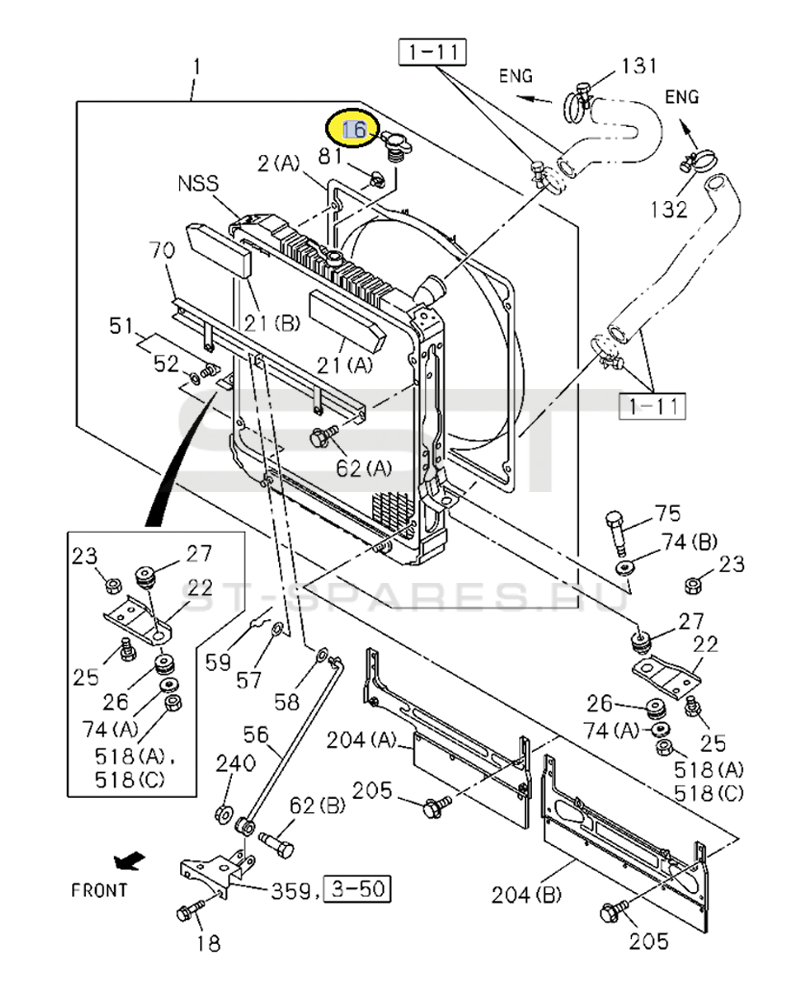 1-11
1
ENG
131
ENG
16
81
2(A)
NSS
132
70
21(B)
51
21(A)
52
1-11
62(A)
ST
75
74(B)
23
27
23
22
ST-SPARES.RU
27
22
59
57
25
26
58
26
74(A)
74(A)
25
56
204(A)
518(A),
518(A)
518(C)
518(C)
240
205
62(B)
FRONT
359, 3-50
204(B)
18
205